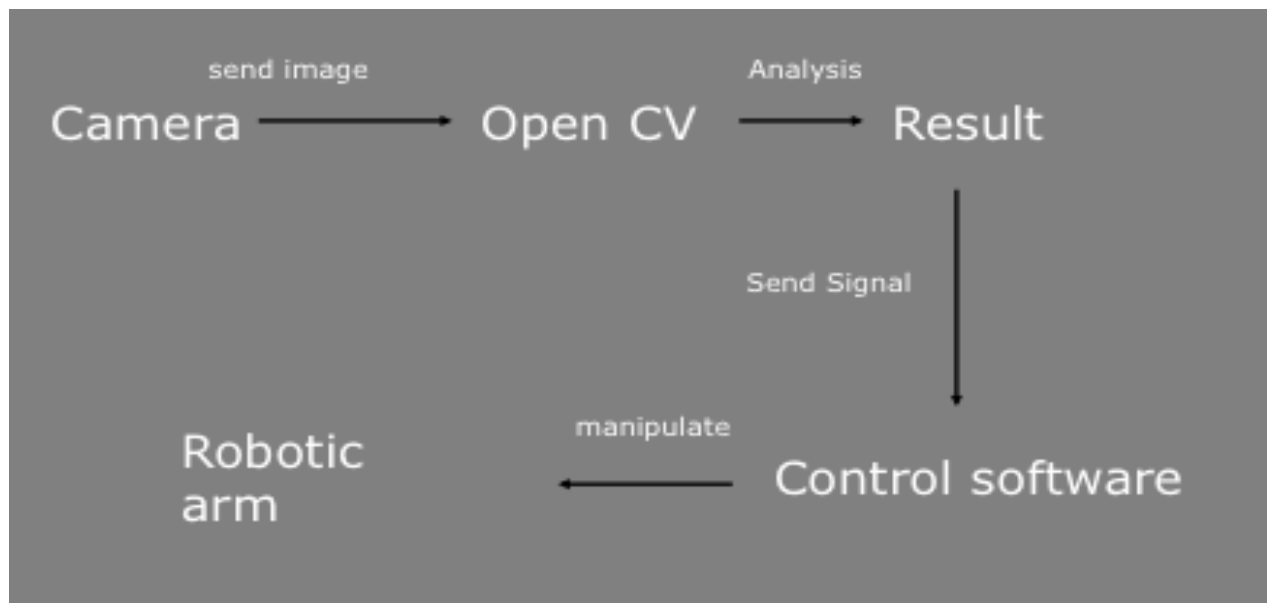 send image
Analysis
Camera
Open CV
Result
Send Signal
manipulate
Robotic
arm
Control software